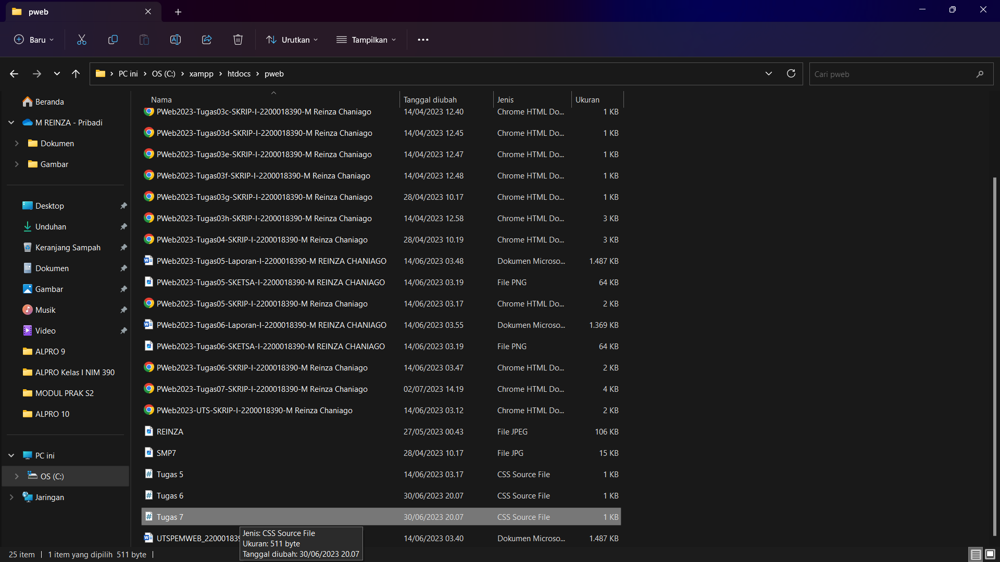 pweb
Baru
Urutkan
Tampilkan
PC ini > OS (C:) > xampp > htdocs > pweb
Cari pweb
Beranda
M REINZA - Pribadi
Dokumen
Gambar
Desktop
Unduhan
Keranjang Sampah
Dokumen
Gambar
Musik
Video
ALPRO 9
ALPRO Kelas I NIM 390
MODUL PRAK S2
ALPRO 10
PC ini
OS (C:)
Jaringan
Nama Tanggal diubah Jenis Ukuran
PWeb2023-Tugas03c-SKRIP-I-2200018390-M Reinza Chaniago 14/04/2023 12.40 Chrome HTML Do... 1 KB
PWeb2023-Tugas03d-SKRIP-I-2200018390-M Reinza Chaniago 14/04/2023 12.45 Chrome HTML Do... 1 KB
PWeb2023-Tugas03e-SKRIP-I-2200018390-M Reinza Chaniago 14/04/2023 12.47 Chrome HTML Do... 1 KB
PWeb2023-Tugas03f-SKRIP-I-2200018390-M Reinza Chaniago 14/04/2023 12.48 Chrome HTML Do... 1 KB
PWeb2023-Tugas03g-SKRIP-I-2200018390-M Reinza Chaniago 28/04/2023 10.17 Chrome HTML Do... 1 KB
PWeb2023-Tugas03h-SKRIP-I-2200018390-M Reinza Chaniago 14/04/2023 12.58 Chrome HTML Do... 3 KB
PWeb2023-Tugas04-SKRIP-I-2200018390-M Reinza Chaniago 28/04/2023 10.19 Chrome HTML Do... 3 KB
PWeb2023-Tugas05-Laporan-I-2200018390-M REINZA CHANIAGO 14/06/2023 03.48 Dokumen Microso... 1.487 KB
PWeb2023-Tugas05-SKETSA-I-2200018390-M REINZA CHANIAGO 14/06/2023 03.19 File PNG 64 KB
PWeb2023-Tugas05-SKRIP-I-2200018390-M Reinza Chaniago 14/06/2023 03.17 Chrome HTML Do... 2 KB
PWeb2023-Tugas06-Laporan-I-2200018390-M REINZA CHANIAGO 14/06/2023 03.55 Dokumen Microso... 1.369 KB
PWeb2023-Tugas06-SKETSA-I-2200018390-M REINZA CHANIAGO 14/06/2023 03.19 File PNG 64 KB
PWeb2023-Tugas06-SKRIP-I-2200018390-M Reinza Chaniago 14/06/2023 03.47 Chrome HTML Do... 2 KB
PWeb2023-Tugas07-SKRIP-I-2200018390-M Reinza Chaniago 02/07/2023 14.19 Chrome HTML Do... 4 KB
PWeb2023-UTS-SKRIP-I-2200018390-M Reinza Chaniago 14/06/2023 03.12 Chrome HTML Do... 2 KB
REINZA 27/05/2023 00.43 File JPEG 106 KB
SMP7 28/04/2023 10.17 File JPG 15 KB
Tugas 5 14/06/2023 03.17 CSS Source File 1 KB
Tugas 6 30/06/2023 20.07 CSS Source File 1 KB
Tugas 7 30/06/2023 20.07 CSS Source File 1 KB
UTSPEMWEB_220001839 14/06/2023 03.40 Dokumen Microso... 1.487 KB
Jenis: CSS Source File
Ukuran: 511 byte
Tanggal diubah: 30/06/2023 20.07
25 item 1 item yang dipilih 511 byte